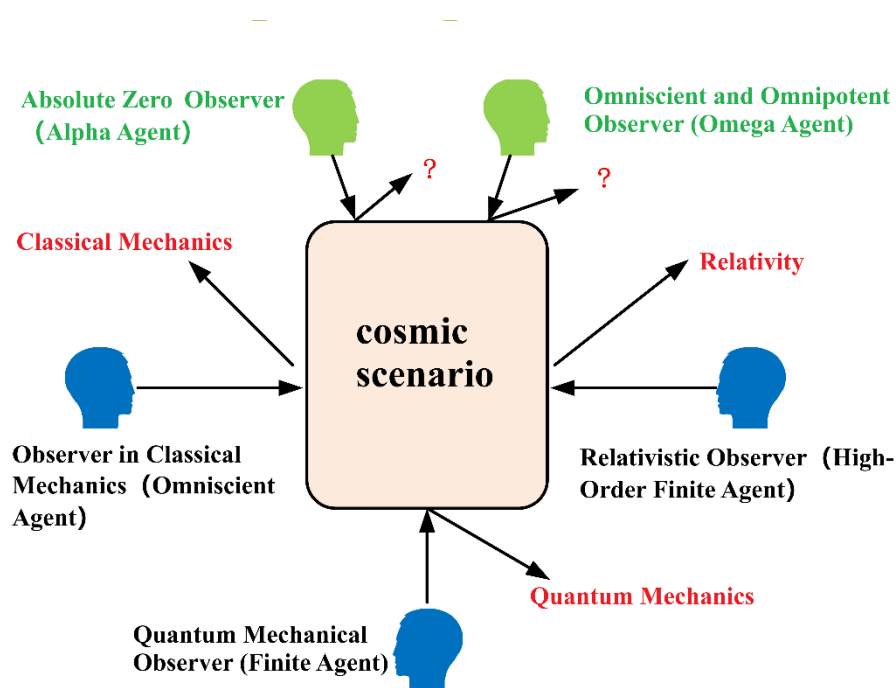 Absolute Zero Observer
（Alpha Agent）
Omniscient and Omnipotent
Observer (Omega Agent)
?
?
Classical Mechanics
Relativity
cosmic
scenario
Observer in Classical
Mechanics（Omniscient
Agent）
Relativistic Observer（High-
Order Finite Agent）
Quantum Mechanics
Quantum Mechanical
Observer (Finite Agent)